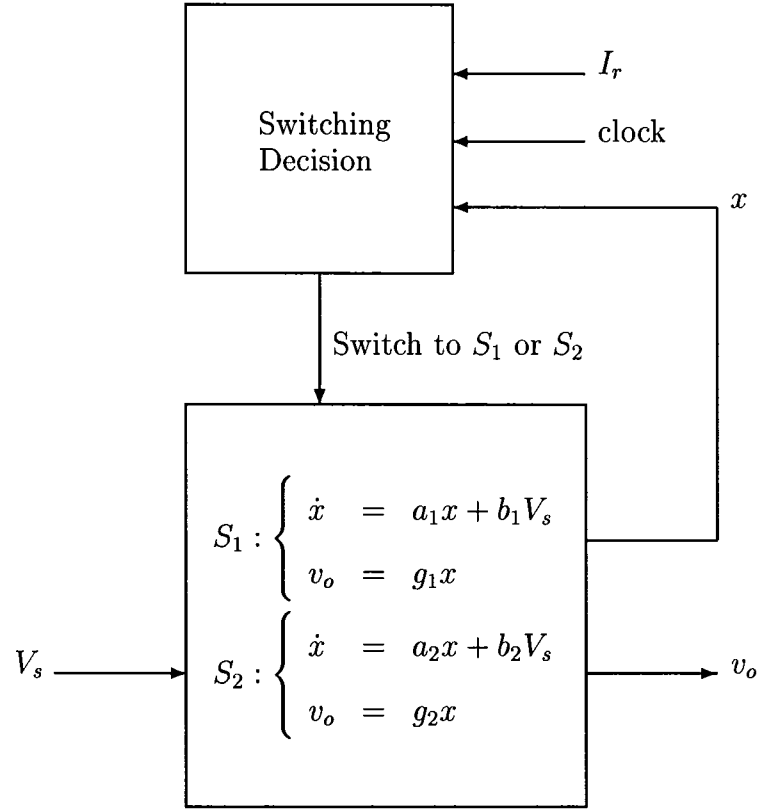 I_r
Switching
Decision
clock
x
Switch to S_1 or S_2
S_1 : { ẋ = a_1x + b_1V_s
v_o = g_1x
S_2 : { ẋ = a_2x + b_2V_s
v_o = g_2x
V_s
v_o